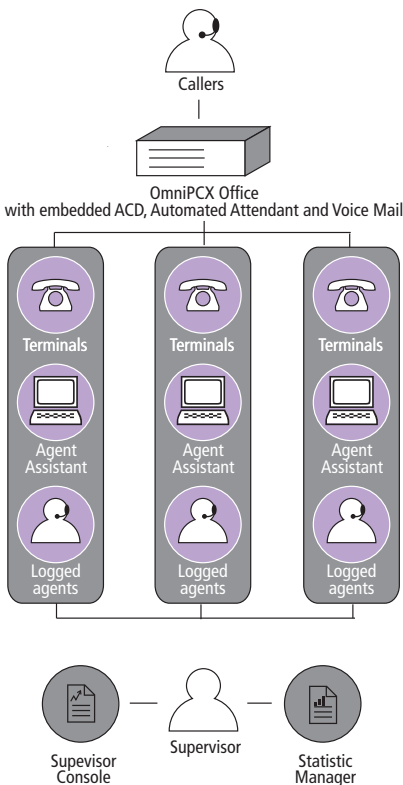 Callers
OmniPCX Office
with embedded ACD, Automated Attendant and Voice Mail
Terminals
Agent
Assistant
Logged
agents
Terminals
Agent
Assistant
Logged
agents
Terminals
Agent
Assistant
Logged
agents
Supevisor
Console
Supervisor
Statistic
Manager